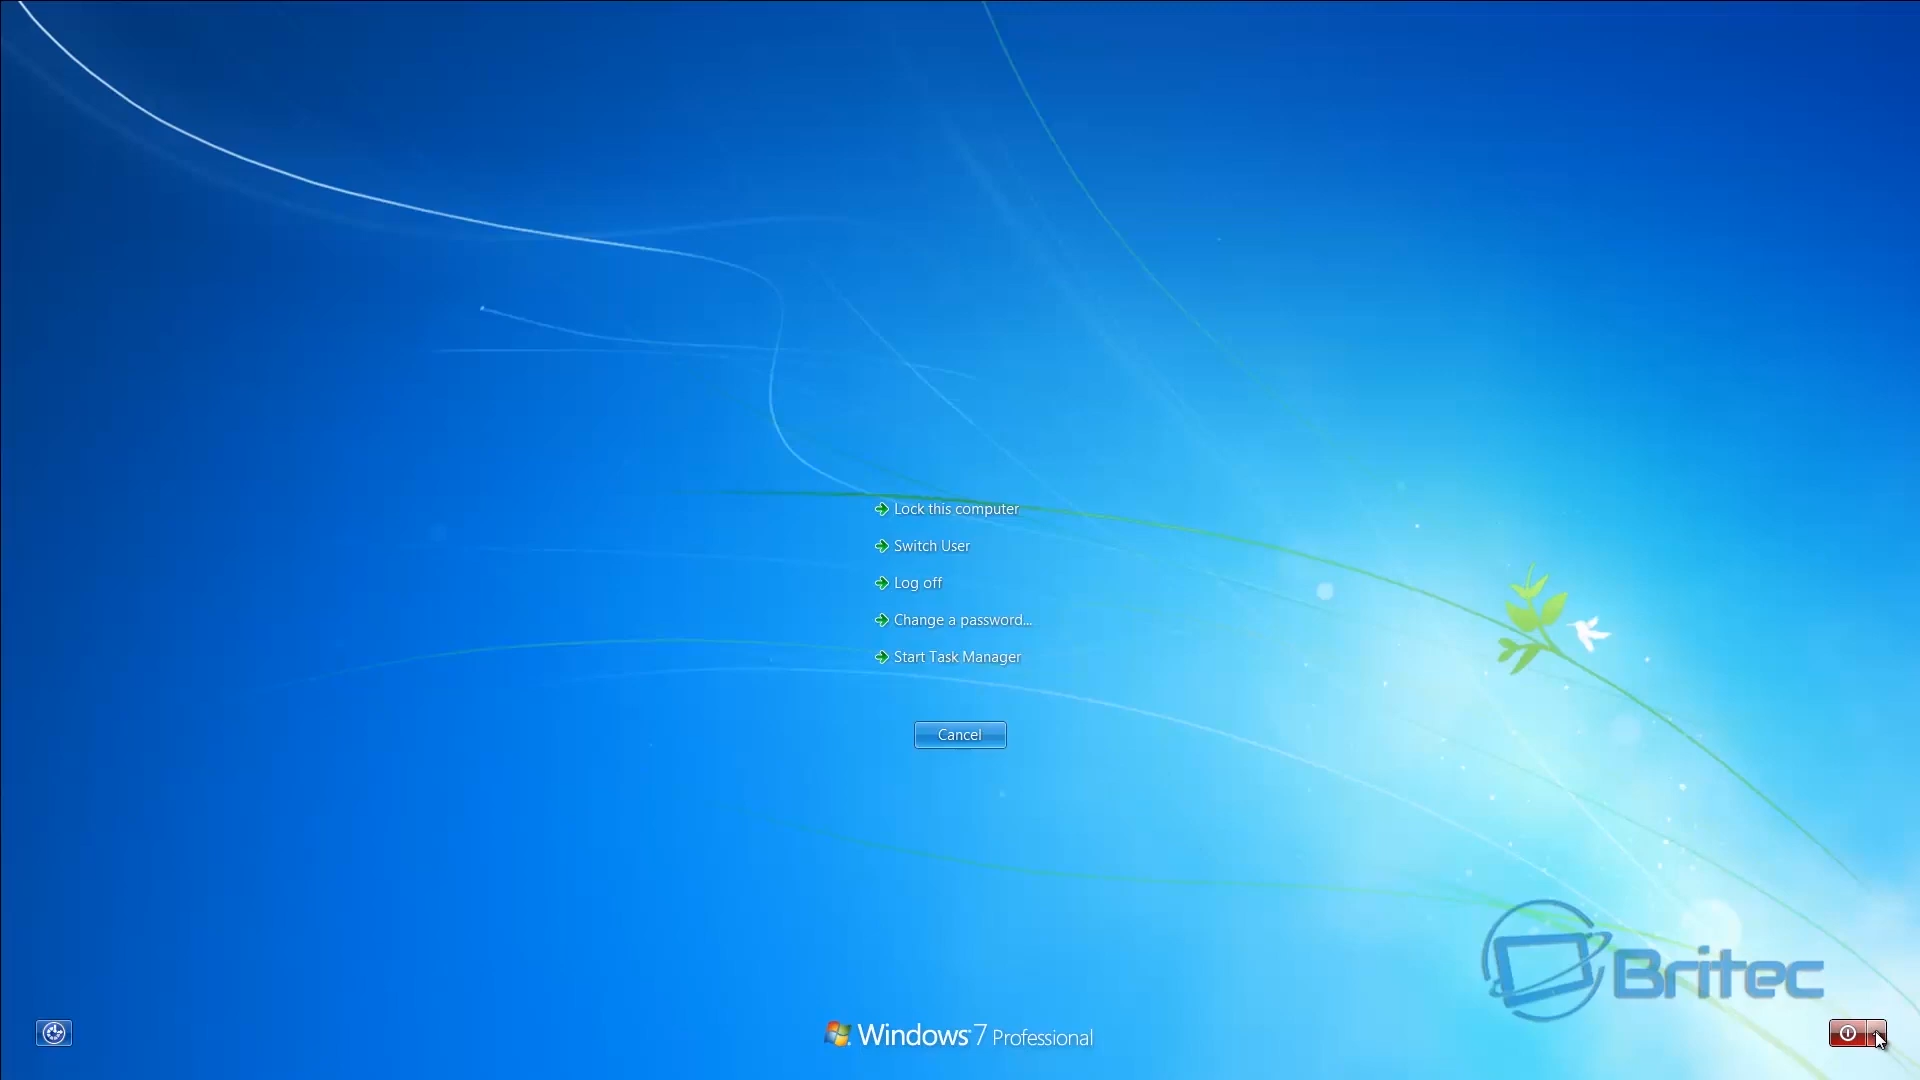 Lock this computer
Switch User
Log off
Change a password...
Start Task Manager
Cancel
Britec
Windows 7 Professional